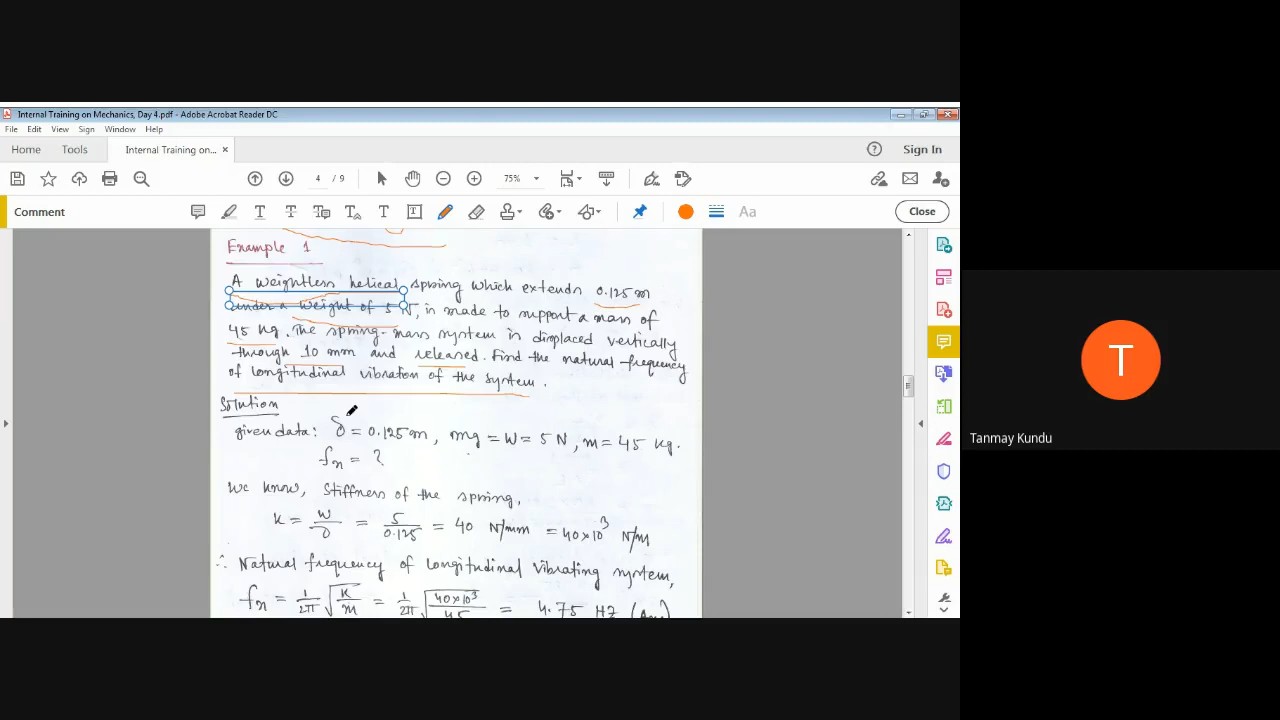 Internal Training on Mechanics, Day 4.pdf - Adobe Acrobat Reader DC
File Edit View Sign Window Help
Home Tools Internal Training on... × Sign In
4 / 9 75%
Comment Aa Close
Example 1
A weightless helical spring which extends 0.125 m
under a weight of 5 N, is made to support a mass of
45 kg. The spring-mass system is displaced vertically
through 10 mm and released. Find the natural frequency
of longitudinal vibration of the system.
Solution
given data: δ = 0.125 m, mg = W = 5 N, m = 45 kg.
fn = ?
We know, Stiffness of the spring,
K = W/δ = 5/0.125 = 40 N/mm = 40×10³ N/m
∴ Natural frequency of longitudinal vibrating system,
fn = 1/2π √K/m = 1/2π √40×10³/45 = 4.75 HZ (Ans)
T
Tanmay Kundu